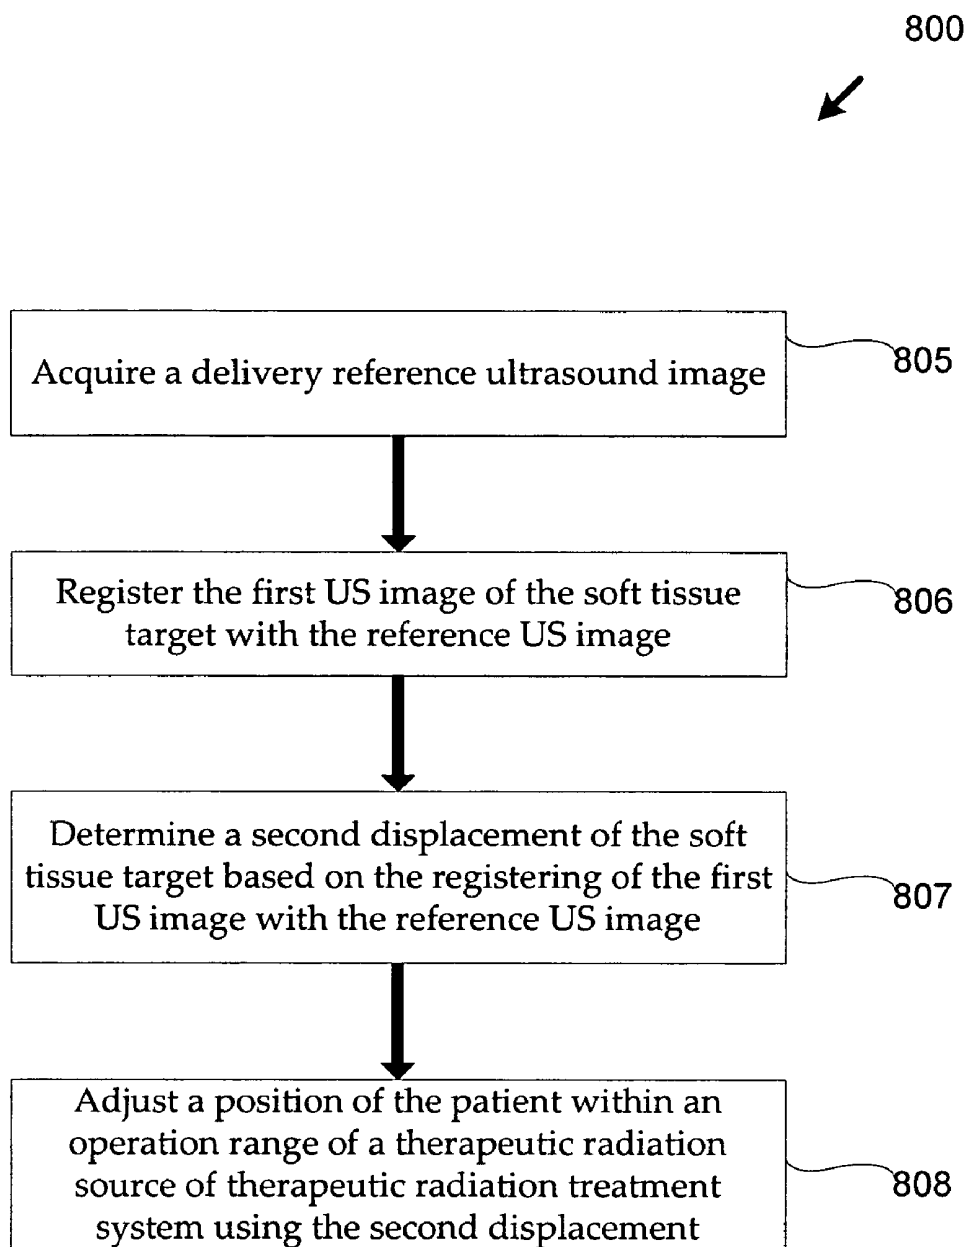 800
Acquire a delivery reference ultrasound image
805
Register the first US image of the soft tissue
target with the reference US image
806
Determine a second displacement of the soft
tissue target based on the registering of the first
US image with the reference US image
807
Adjust a position of the patient within an
operation range of a therapeutic radiation
source of therapeutic radiation treatment
system using the second displacement
808